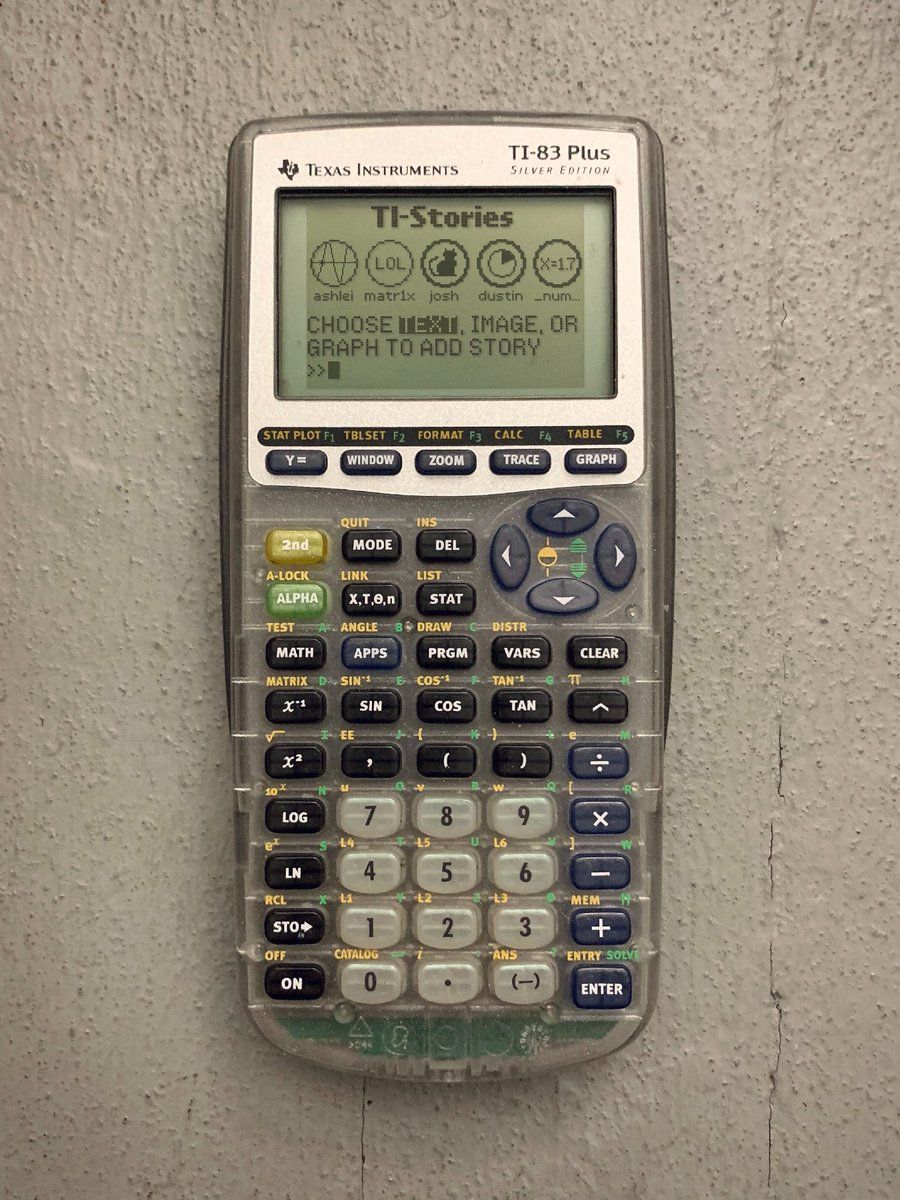 TEXAS INSTRUMENTS
TI-83 Plus
SILVER EDITION
TI-Stories
LOL X=1.7
ashlei matr1x josh dustin _num...
CHOOSE TEXT, IMAGE, OR
GRAPH TO ADD STORY
>>
STAT PLOT F1 TBLSET F2 FORMAT F3 CALC F4 TABLE F5
Y= WINDOW ZOOM TRACE GRAPH
QUIT INS
2nd MODE DEL
A-LOCK LINK LIST
ALPHA X,T,θ,n STAT
TEST A ANGLE B DRAW C DISTR
MATH APPS PRGM VARS CLEAR
MATRIX D SIN⁻¹ E COS⁻¹ F TAN⁻¹ G π H
x⁻¹ SIN COS TAN ^
√ I EE J { K } L e M
x² , ( ) ÷
10ˣ N u O v P w Q [ R
LOG 7 8 9 ×
eˣ S L4 T L5 U L6 V ] W
LN 4 5 6 −
RCL X L1 Y L2 Z L3 MEM
STO➔ 1 2 3 +
OFF CATALOG i ANS ENTRY SOLVE
ON 0 . (−) ENTER